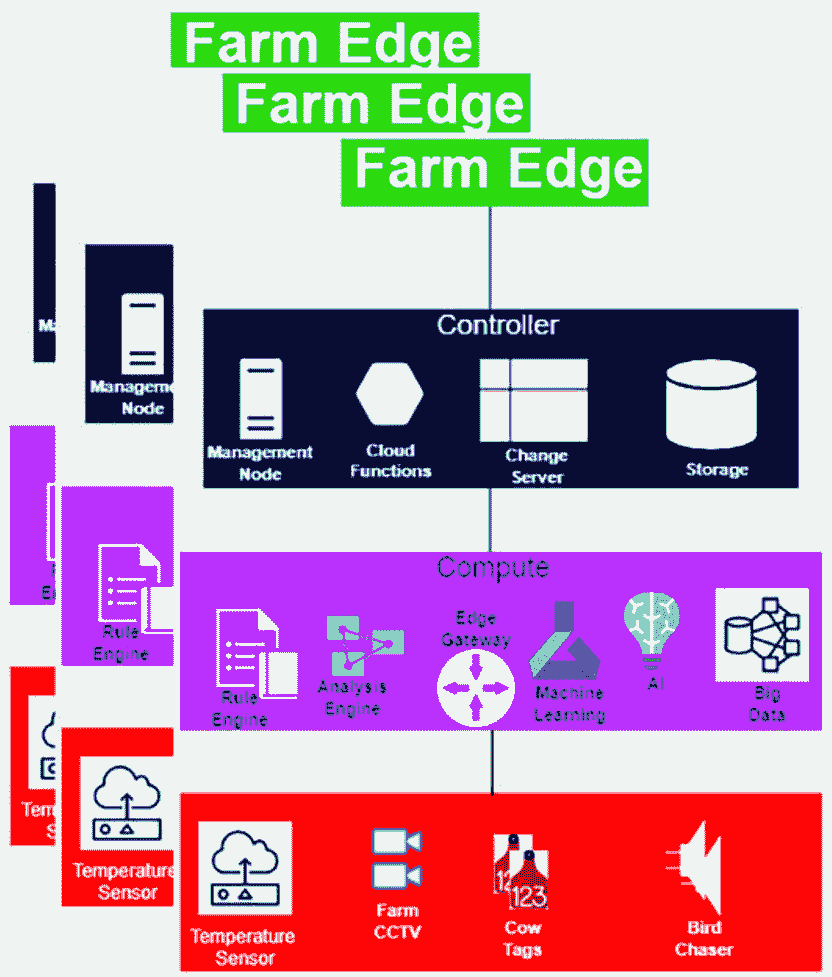 Farm Edge
Farm Edge
Farm Edge
Controller
Management
Node
Cloud
Functions
Change
Server
Storage
Node
Compute
Rule
Engine
Analysis
Engine
Edge
Gateway
Machine
Learning
AI
Big
Data
Rule
Engine
Temperature
Sensor
Farm
CCTV
Cow
Tags
123
Bird
Chaser
Temperature
Sensor